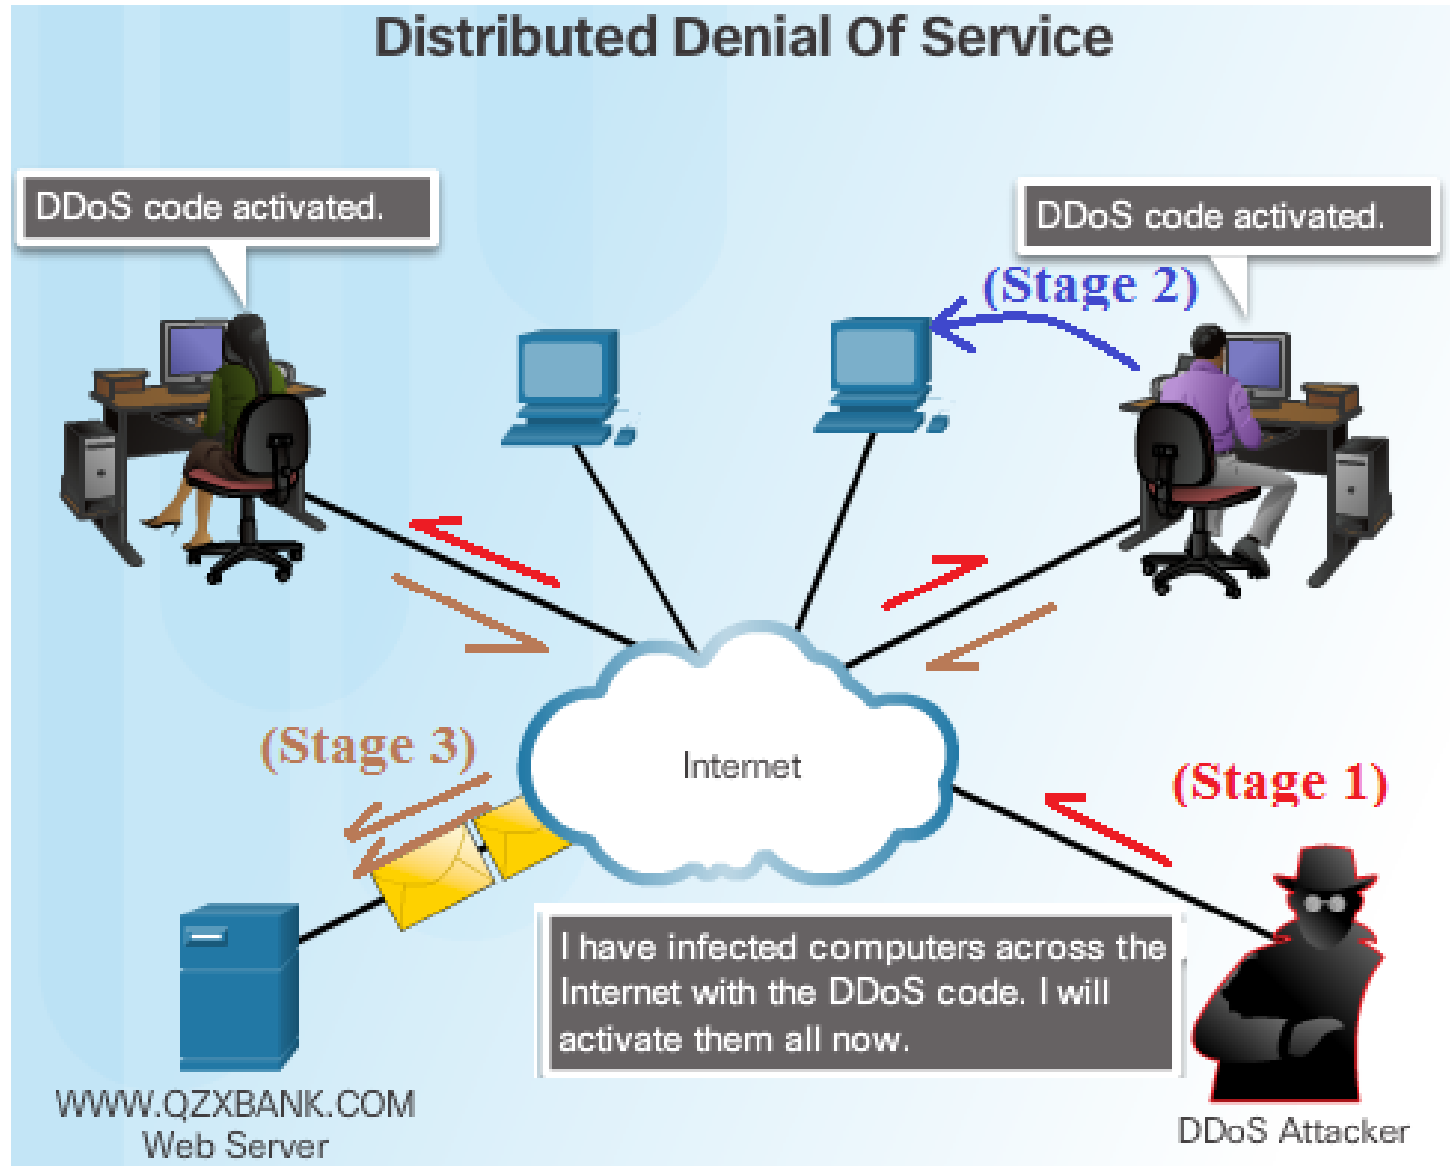 Distributed Denial Of Service
DDoS code activated.
DDoS code activated.
(Stage 2)
(Stage 3)
Internet
(Stage 1)
I have infected computers across the
Internet with the DDoS code. I will
activate them all now.
WWW.QZXBANK.COM
Web Server
DDoS Attacker